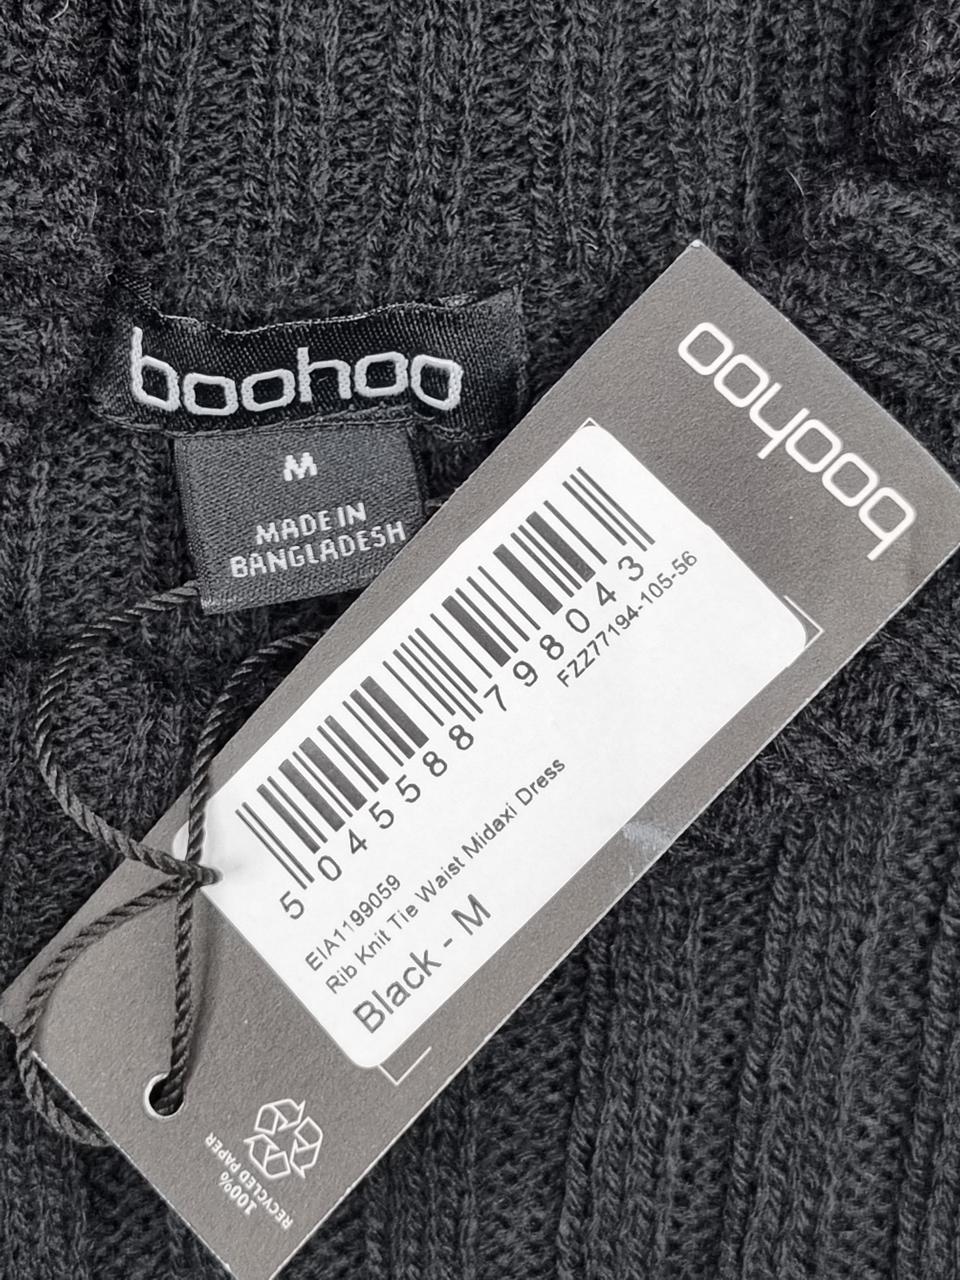 boohoo
M
MADE IN
BANGLADESH
boohoo
5 045588 798043
FZZ77194-105-56
EIA1199059
Rib Knit Tie Waist Midaxi Dress
Black - M
100%
RECYCLED PAPER